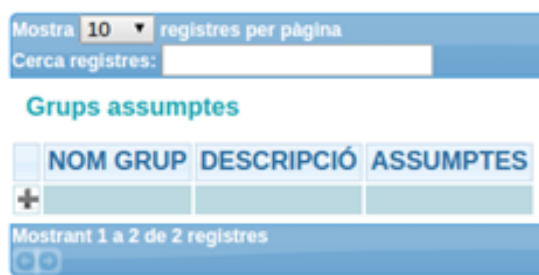 Mostra 10 registres per pàgina
Cerca registres:
Grups assumptes
NOM GRUP DESCRIPCIÓ ASSUMPTES
Mostrant 1 a 2 de 2 registres